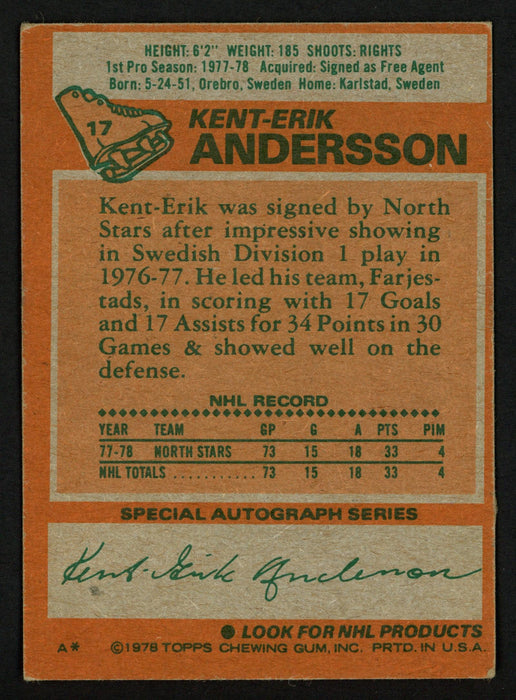 HEIGHT: 6'2" WEIGHT: 185 SHOOTS: RIGHTS
1st Pro Season: 1977-78 Acquired: Signed as Free Agent
Born: 5-24-51, Orebro, Sweden Home: Karlstad, Sweden
17
KENT-ERIK
ANDERSSON
Kent-Erik was signed by North
Stars after impressive showing
in Swedish Division 1 play in
1976-77. He led his team, Farjes-
tads, in scoring with 17 Goals
and 17 Assists for 34 Points in 30
Games & showed well on the
defense.
NHL RECORD
YEAR TEAM GP G A PTS PIM
77-78 NORTH STARS 73 15 18 33 4
NHL TOTALS ............ 73 15 18 33 4
SPECIAL AUTOGRAPH SERIES
Kent-Erik Andersson
● LOOK FOR NHL PRODUCTS
A* ©1978 TOPPS CHEWING GUM, INC. PRTD. IN U.S.A.